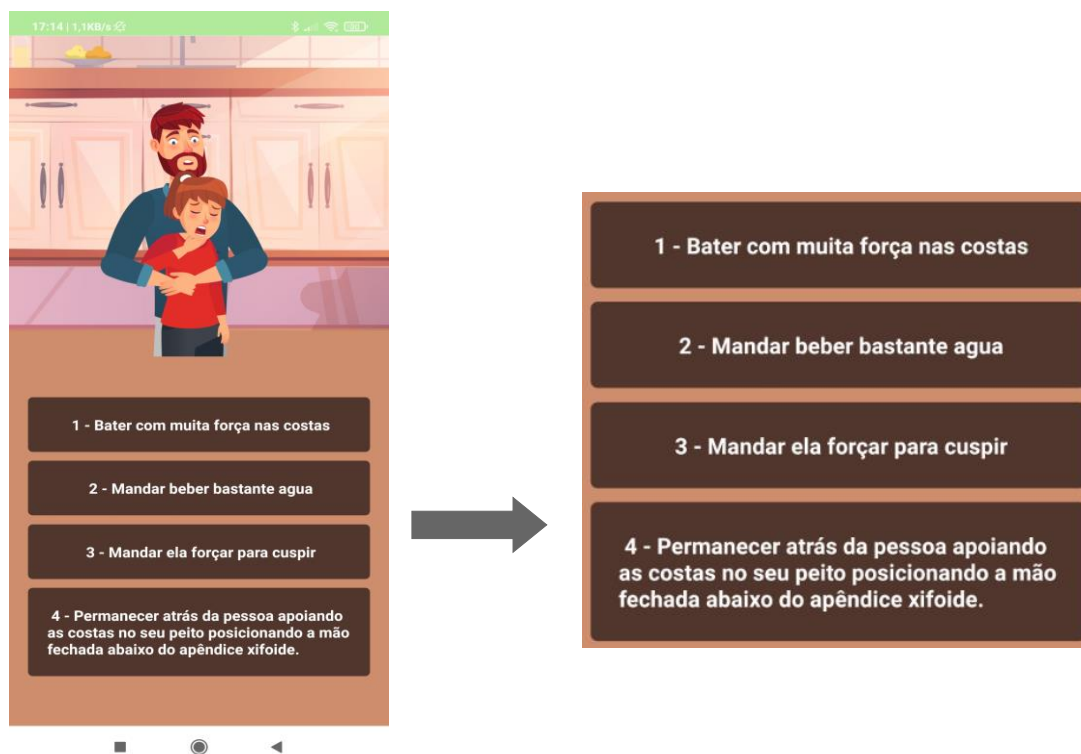 17:14 | 1,1KB/s
1 - Bater com muita força nas costas
2 - Mandar beber bastante agua
3 - Mandar ela forçar para cuspir
4 - Permanecer atrás da pessoa apoiando
as costas no seu peito posicionando a mão
fechada abaixo do apêndice xifoide.
1 - Bater com muita força nas costas
2 - Mandar beber bastante agua
3 - Mandar ela forçar para cuspir
4 - Permanecer atrás da pessoa apoiando
as costas no seu peito posicionando a mão
fechada abaixo do apêndice xifoide.